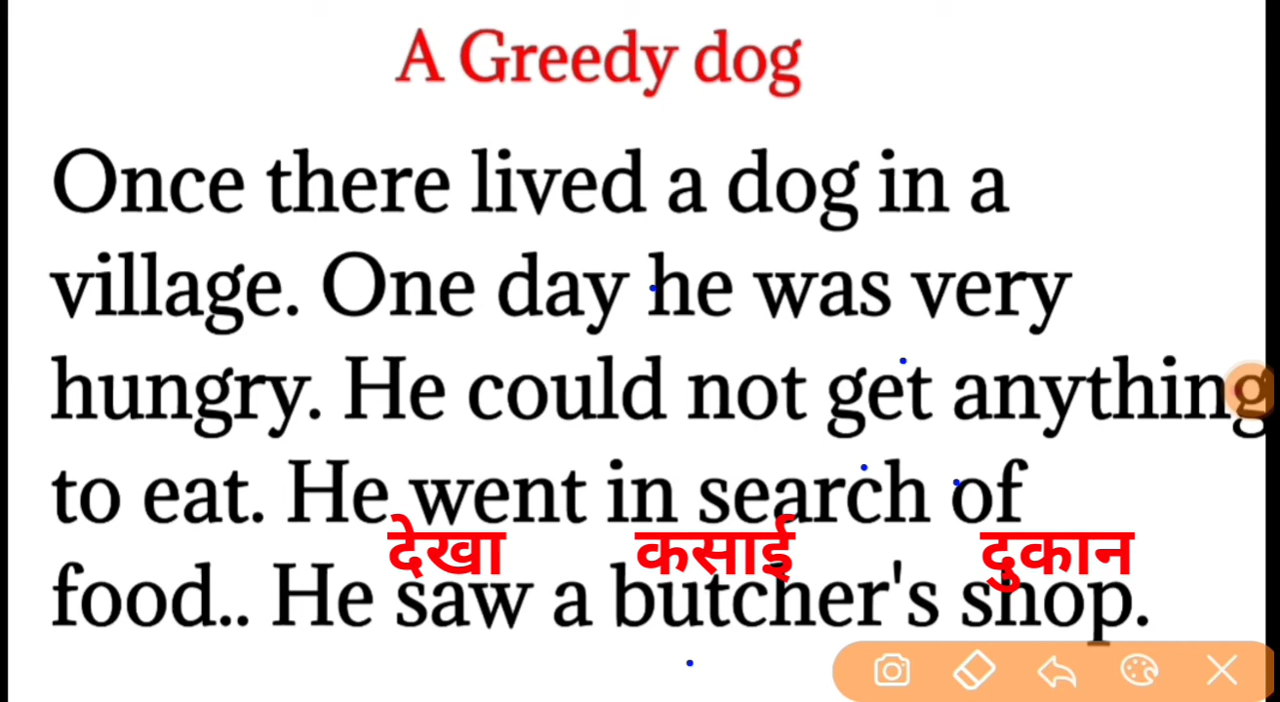 A Greedy dog
Once there lived a dog in a
village. One day he was very
hungry. He could not get anything
to eat. He went in search of
देखा कसाई दुकान
food.. He saw a butcher's shop.